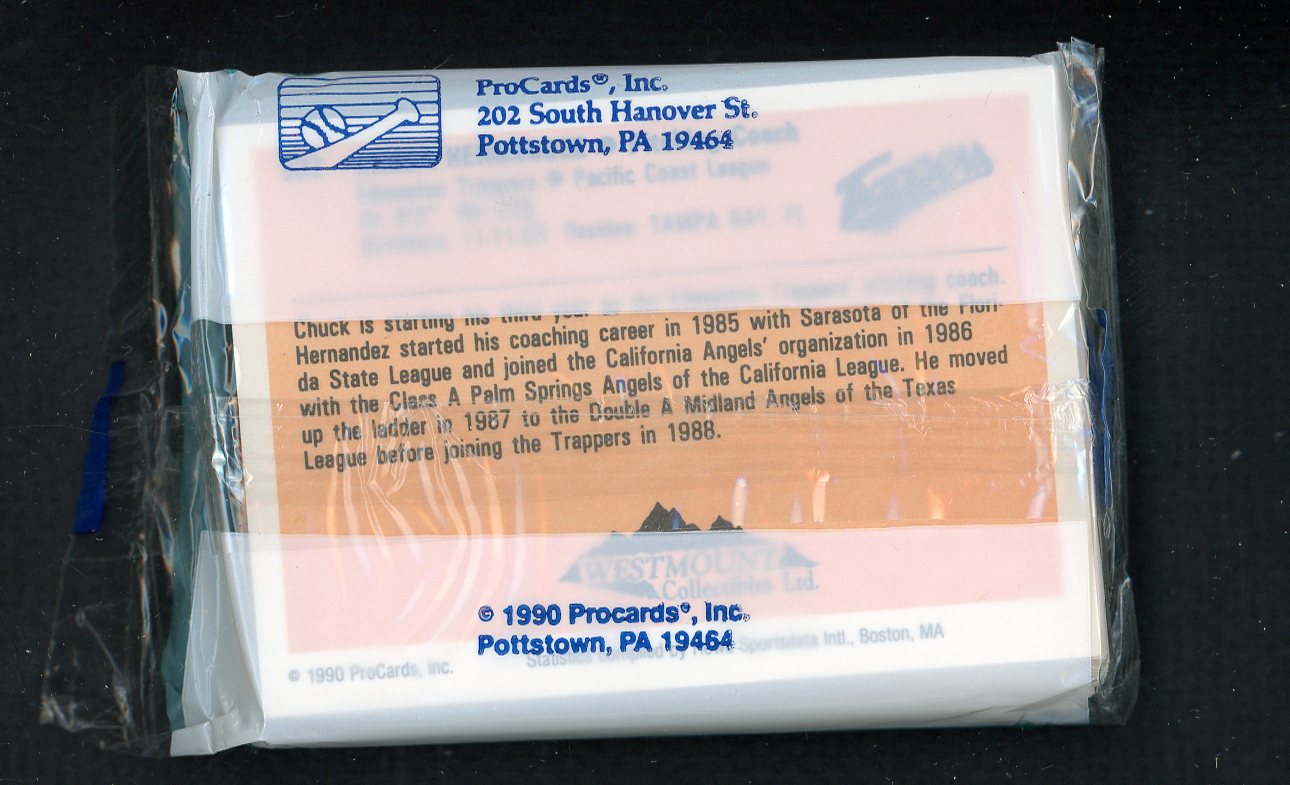 ProCards®, Inc.
202 South Hanover St.
Pottstown, PA 19464
Coach
Edmonton Trappers Pacific Coast League
Resides: TAMPA BAY, FL
Trappers
Chuck is starting his third year as the Edmonton Trappers' pitching coach.
Hernandez started his coaching career in 1985 with Sarasota of the Flori-
da State League and joined the California Angels' organization in 1986
with the Class A Palm Springs Angels of the California League. He moved
up the ladder in 1987 to the Double A Midland Angels of the Texas
League before joining the Trappers in 1988.
WESTMOUNT
Collectibles Ltd.
© 1990 Procards®, Inc.
Pottstown, PA 19464
© 1990 ProCards, Inc.
Statistics compiled by Sportsdata Intl., Boston, MA